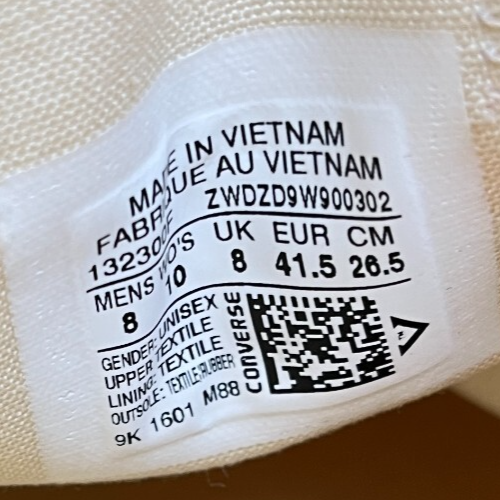 MADE IN VIETNAM
FABRIQUE AU VIETNAM
ZWDZD9W900302
MENS WO'S UK EUR CM
8 10 8 41.5 26.5
GENDER: UNISEX
UPPER: TEXTILE
LINING: TEXTILE
OUTSOLE: TEXTILE/RUBBER
9K 1601 M88
CONVERSE